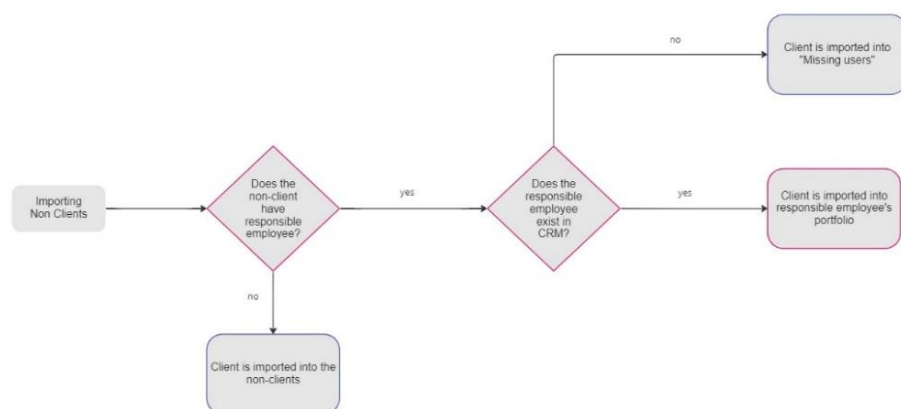 no
Client is imported into
"Missing users"
Importing
Non Clients
Does the
non-client
have
responsible
employee?
yes
Does the
responsible
employee
exist in
CRM?
yes
Client is imported into
responsible employee's
portfolio
no
Client is imported into the
non-clients